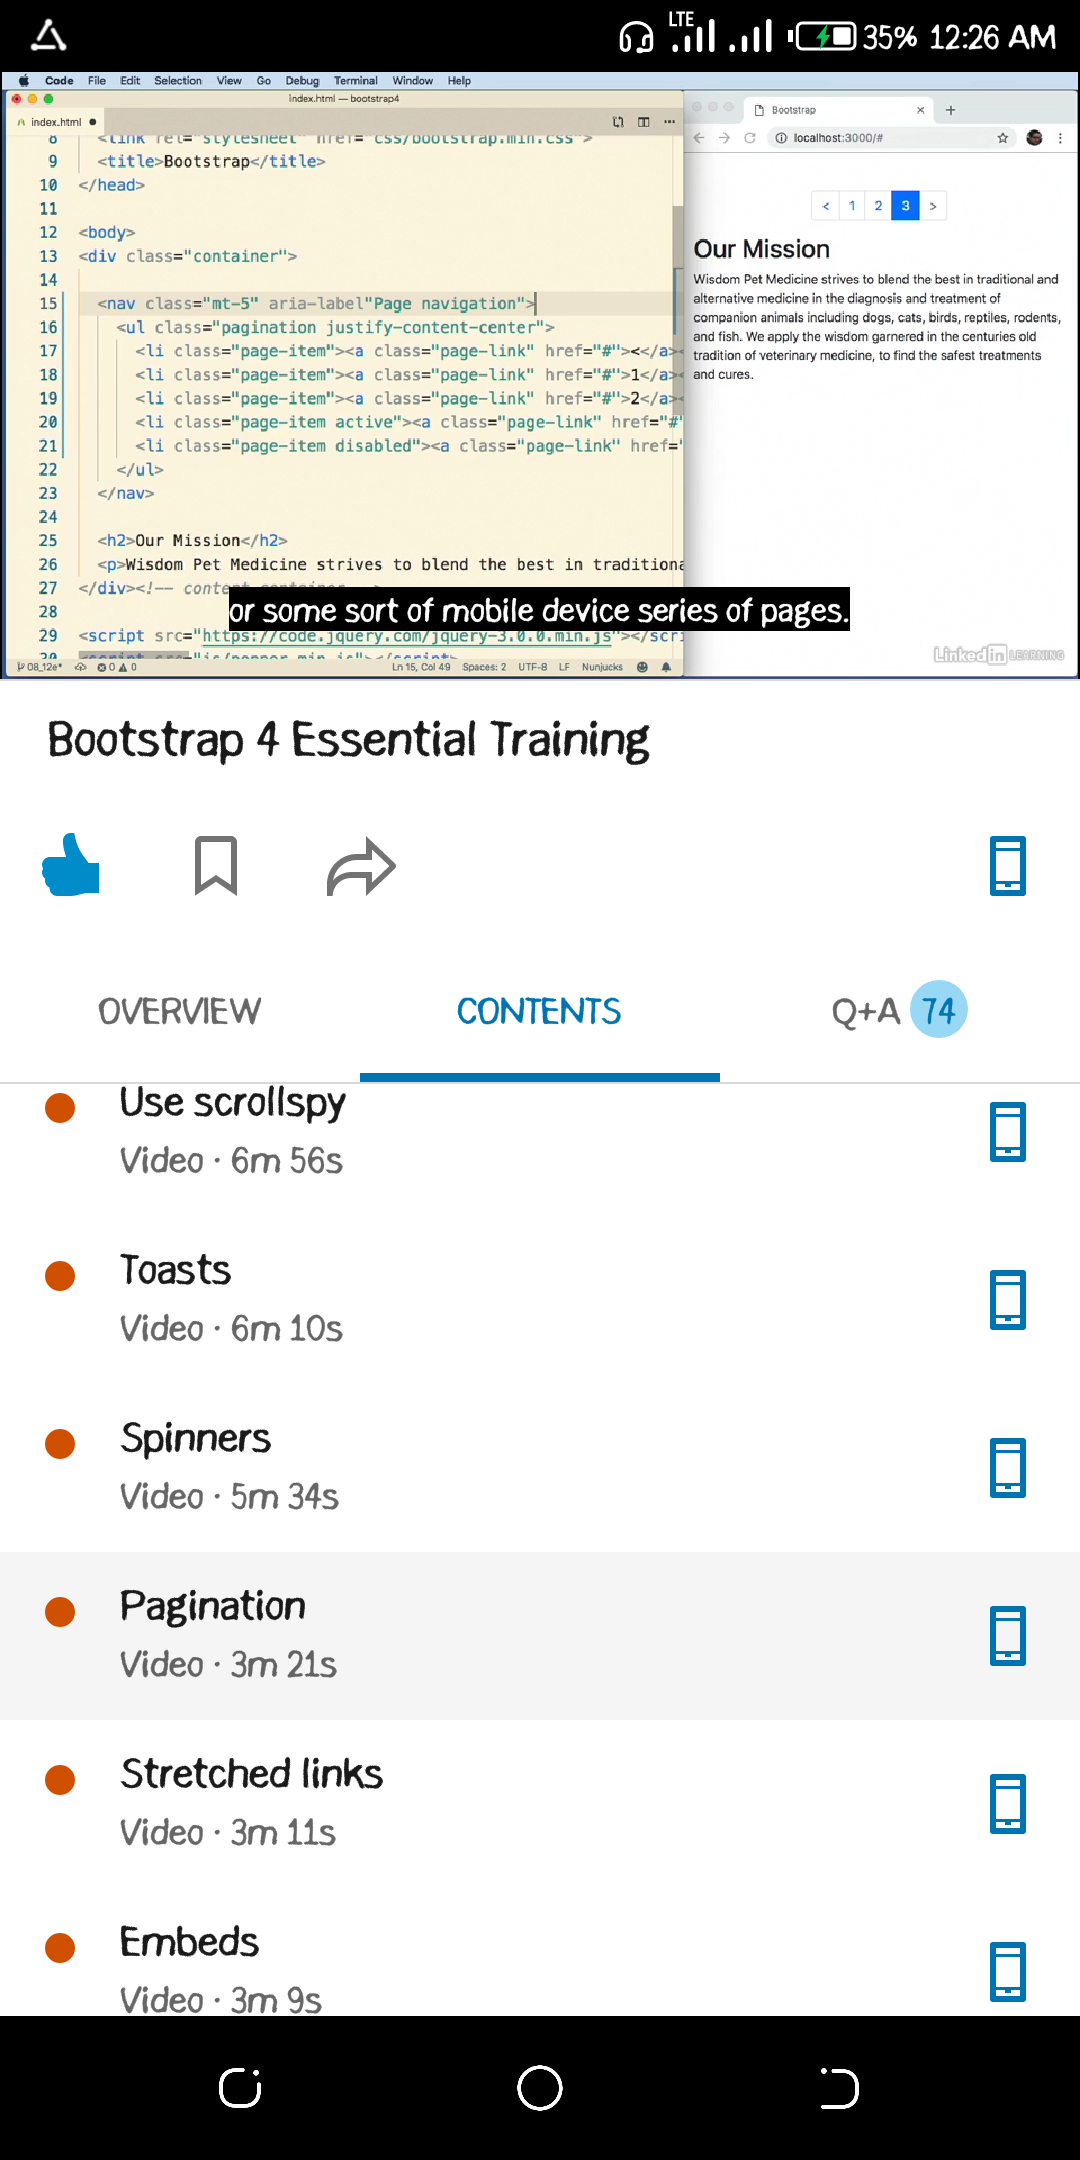 LTE 35% 12:26 AM
Code File Edit Selection View Go Debug Terminal Window Help
index.html — bootstrap4
index.html
8 <link rel="stylesheet" href="css/bootstrap.min.css">
9 <title>Bootstrap</title>
10 </head>
11
12 <body>
13 <div class="container">
14
15 <nav class="mt-5" aria-label"Page navigation">
16 <ul class="pagination justify-content-center">
17 <li class="page-item"><a class="page-link" href="#"><</a><
18 <li class="page-item"><a class="page-link" href="#">1</a><
19 <li class="page-item"><a class="page-link" href="#">2</a><
20 <li class="page-item active"><a class="page-link" href="#"
21 <li class="page-item disabled"><a class="page-link" href="
22 </ul>
23 </nav>
24
25 <h2>Our Mission</h2>
26 <p>Wisdom Pet Medicine strives to blend the best in traditiona
27 </div><!-- content container
28
29 <script src="https://code.jquery.com/jquery-3.0.0.min.js"></scri
30 <script src="js/popper.min.js"></script>
08_12e* 0 0 Ln 15, Col 49 Spaces: 2 UTF-8 LF Nunjucks
Bootstrap
localhost:3000/#
< 1 2 3 >
Our Mission
Wisdom Pet Medicine strives to blend the best in traditional and
alternative medicine in the diagnosis and treatment of
companion animals including dogs, cats, birds, reptiles, rodents,
and fish. We apply the wisdom garnered in the centuries old
tradition of veterinary medicine, to find the safest treatments
and cures.
or some sort of mobile device series of pages.
Linked in LEARNING
Bootstrap 4 Essential Training
OVERVIEW CONTENTS Q+A 74
Use scrollspy
Video · 6m 56s
Toasts
Video · 6m 10s
Spinners
Video · 5m 34s
Pagination
Video · 3m 21s
Stretched links
Video · 3m 11s
Embeds
Video · 3m 9s